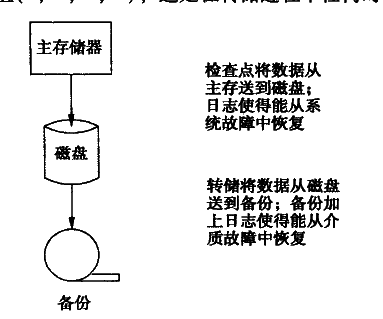 主存储器
检查点将数据从
主存送到磁盘；
日志使得能从系
统故障中恢复
磁盘
转储将数据从磁盘
送到备份；备份加
上日志使得能从介
质故障中恢复
备份